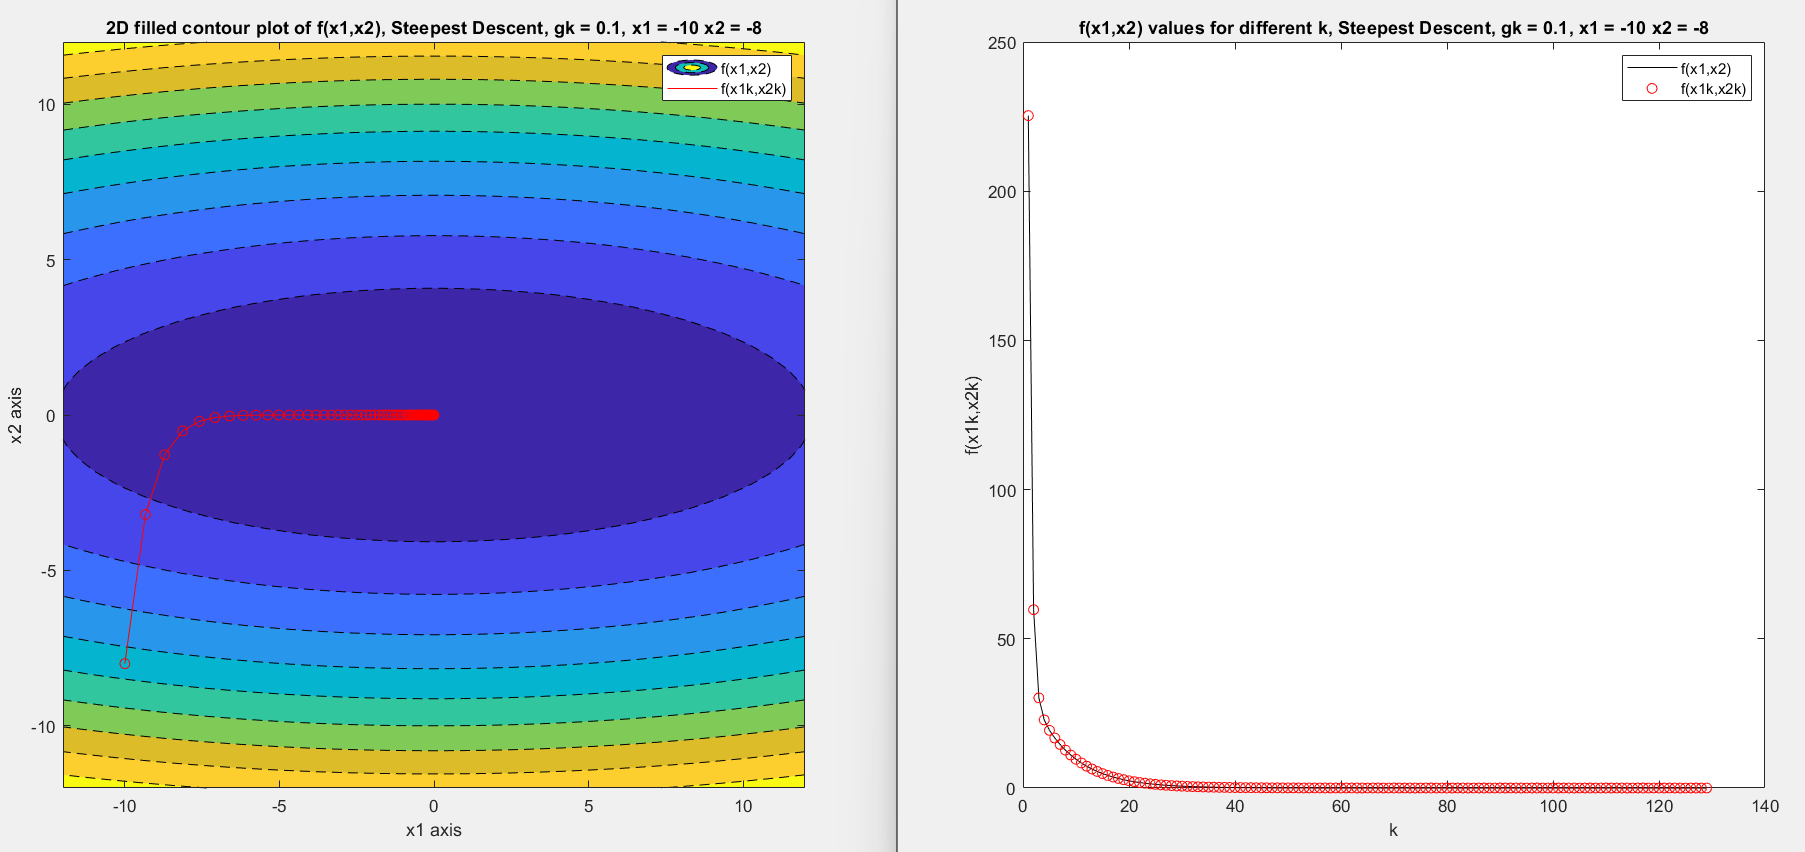 2D filled contour plot of f(x1,x2), Steepest Descent, gk = 0.1, x1 = -10 x2 = -8
f(x1,x2)
f(x1k,x2k)
10
5
0
-5
-10
x2 axis
-10
-5
0
5
10
x1 axis
f(x1,x2) values for different k, Steepest Descent, gk = 0.1, x1 = -10 x2 = -8
f(x1,x2)
f(x1k,x2k)
250
200
150
100
50
0
f(x1k,x2k)
0
20
40
60
80
100
120
140
k